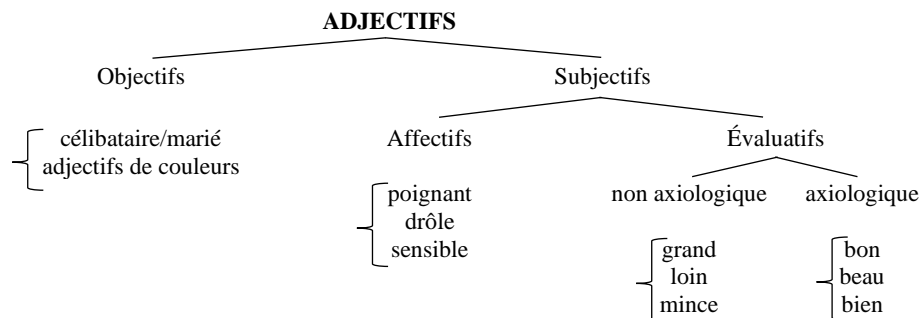 ADJECTIFS
Objectifs
Subjectifs
célibataire/marié
adjectifs de couleurs
Affectifs
Évaluatifs
poignant
drôle
sensible
non axiologique
axiologique
grand
loin
mince
bon
beau
bien